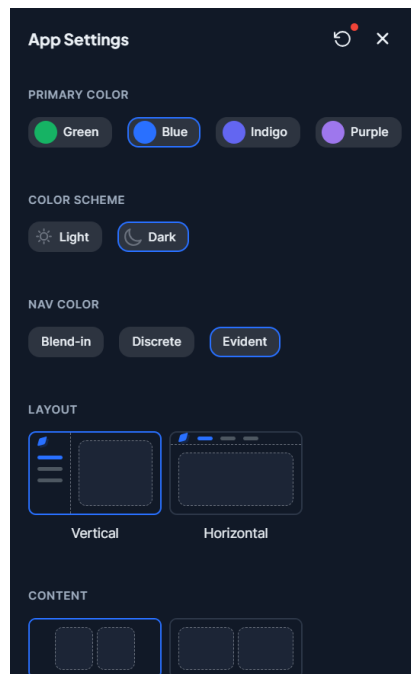 App Settings
PRIMARY COLOR
Green Blue Indigo Purple
COLOR SCHEME
Light Dark
NAV COLOR
Blend-in Discrete Evident
LAYOUT
Vertical Horizontal
CONTENT